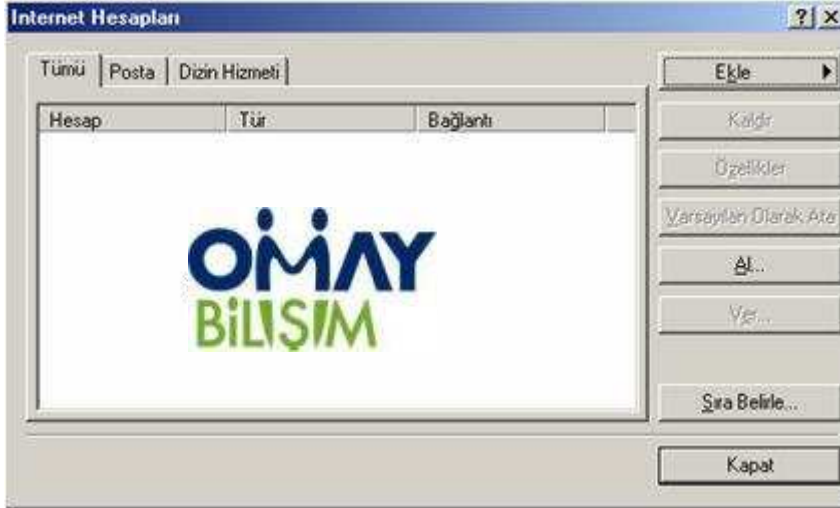 Internet Hesapları
Tümü Posta Dizin Hizmeti
Hesap Tür Bağlantı
OMAY
BİLİŞİM
Ekle
Kaldır
Özellikler
Varsayılan Olarak Ata
Al...
Ver...
Sıra Belirle...
Kapat